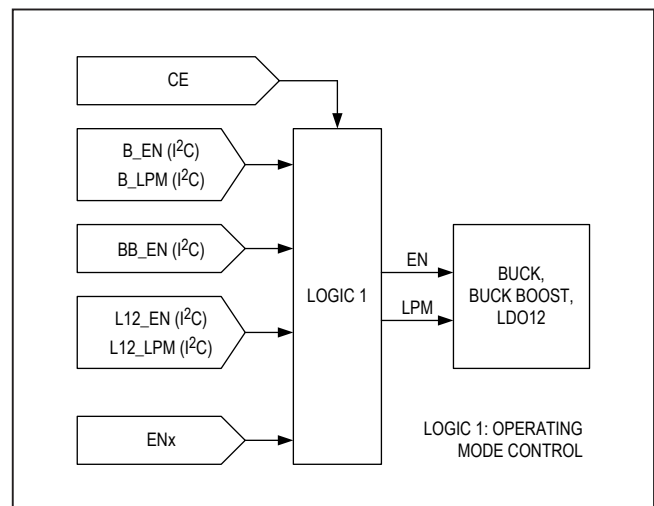 CE
B_EN (I²C)
B_LPM (I²C)
BB_EN (I²C)
L12_EN (I²C)
L12_LPM (I²C)
ENx
LOGIC 1
EN
LPM
BUCK,
BUCK BOOST,
LDO12
LOGIC 1: OPERATING
MODE CONTROL